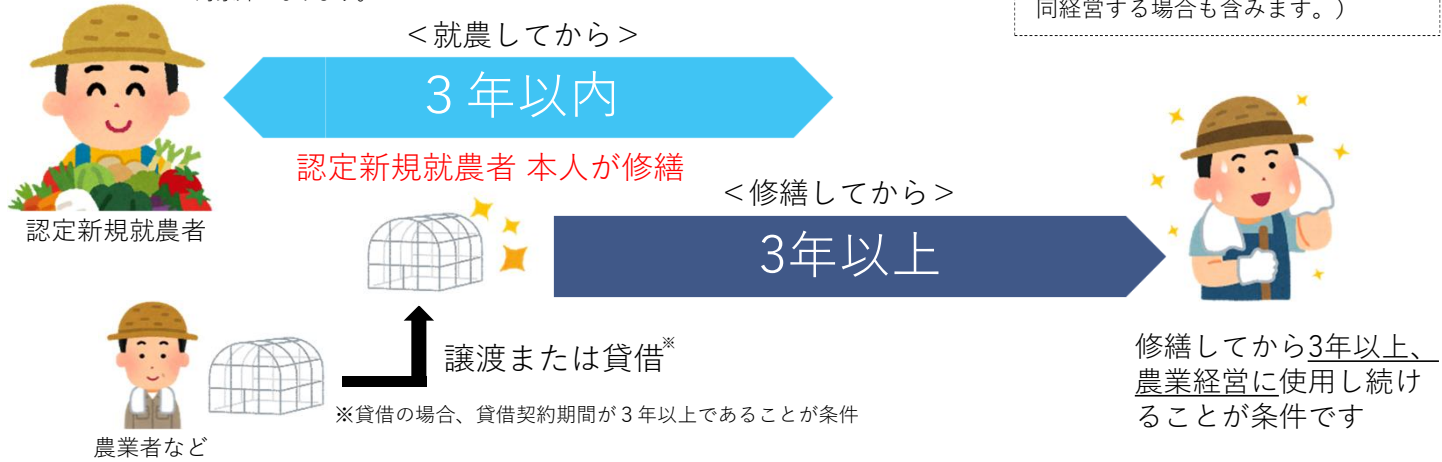 同経営する場合も含みます。）
＜就農してから＞
３年以内
認定新規就農者 本人が修繕
認定新規就農者
＜修繕してから＞
3年以上
譲渡または貸借※
※貸借の場合、貸借契約期間が３年以上であることが条件
農業者など
修繕してから3年以上、
農業経営に使用し続け
ることが条件です